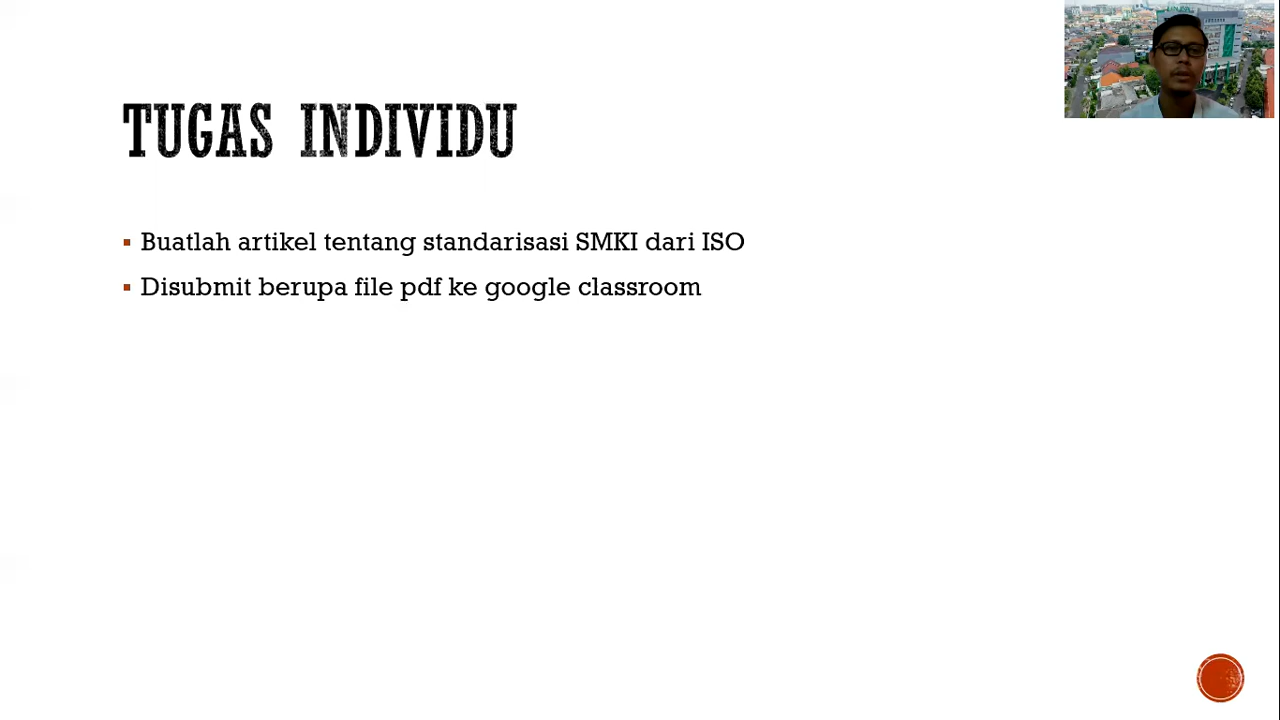 TUGAS INDIVIDU
Buatlah artikel tentang standarisasi SMKI dari ISO
Disubmit berupa file pdf ke google classroom